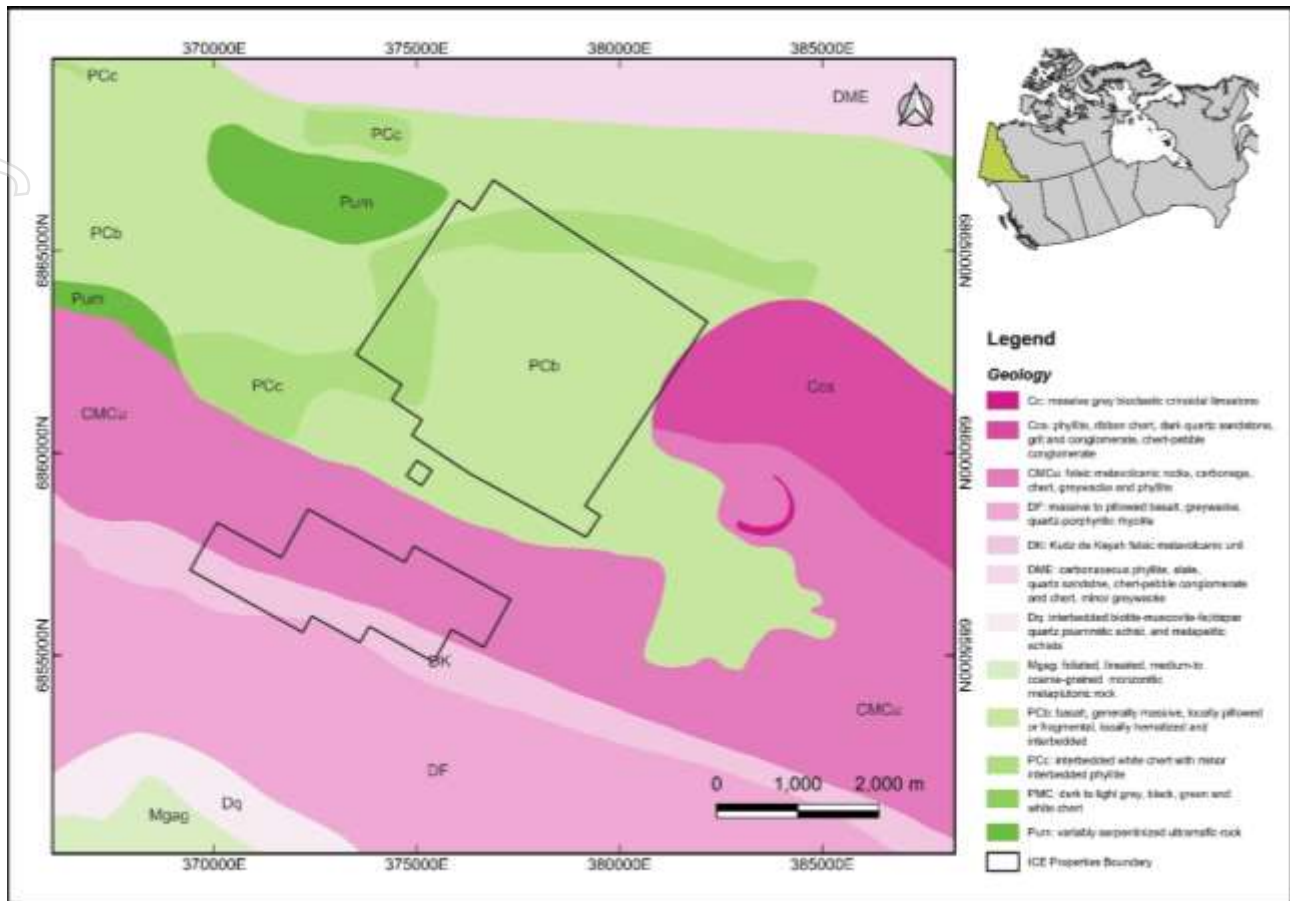 370000E 375000E 380000E 385000E
PCc
DME
PCc
Pum
PCb
6865000N
6865000N
Pum
PCb
PCc
Ccs
CMCu
6860000N
6860000N
DK
6855000N
6855000N
CMCu
DF
0 1,000 2,000 m
Dq
Mgag
370000E 375000E 380000E 385000E
Legend
Geology
Cc: massive grey bioclastic crinoidal limestone
Ccs: phyllite, ribbon chert, dark quartz sandstone,
grit and conglomerate, chert-pebble
conglomerate
CMCu: felsic metavolcanic rocks,
chert, greywacke and phyllite
DF: massive to pillowed basalt, greywacke,
quartz-porphyritic rhyolite
DK: Kudz de Kayah felsic metavolcanic unit
DME: carbonaceous phyllite, slate,
quartz sandstone, chert-pebble conglomerate
and chert, minor greywacke
Dq: interbedded biotite-muscovite-feldspar
quartz psammitic schist, and metapelitic
schists
Mgag: foliated, lineated, medium-to
coarse-grained monzonitic
metaplutonic rock
PCb: basalt, generally massive, locally pillowed
or fragmental, locally hematized and
interbedded
PCc: interbedded white chert with minor
interbedded phyllite
PMC: dark to light grey, black, green and
white chert
Pum: variably serpentinized ultramafic rock
ICE Properties Boundary